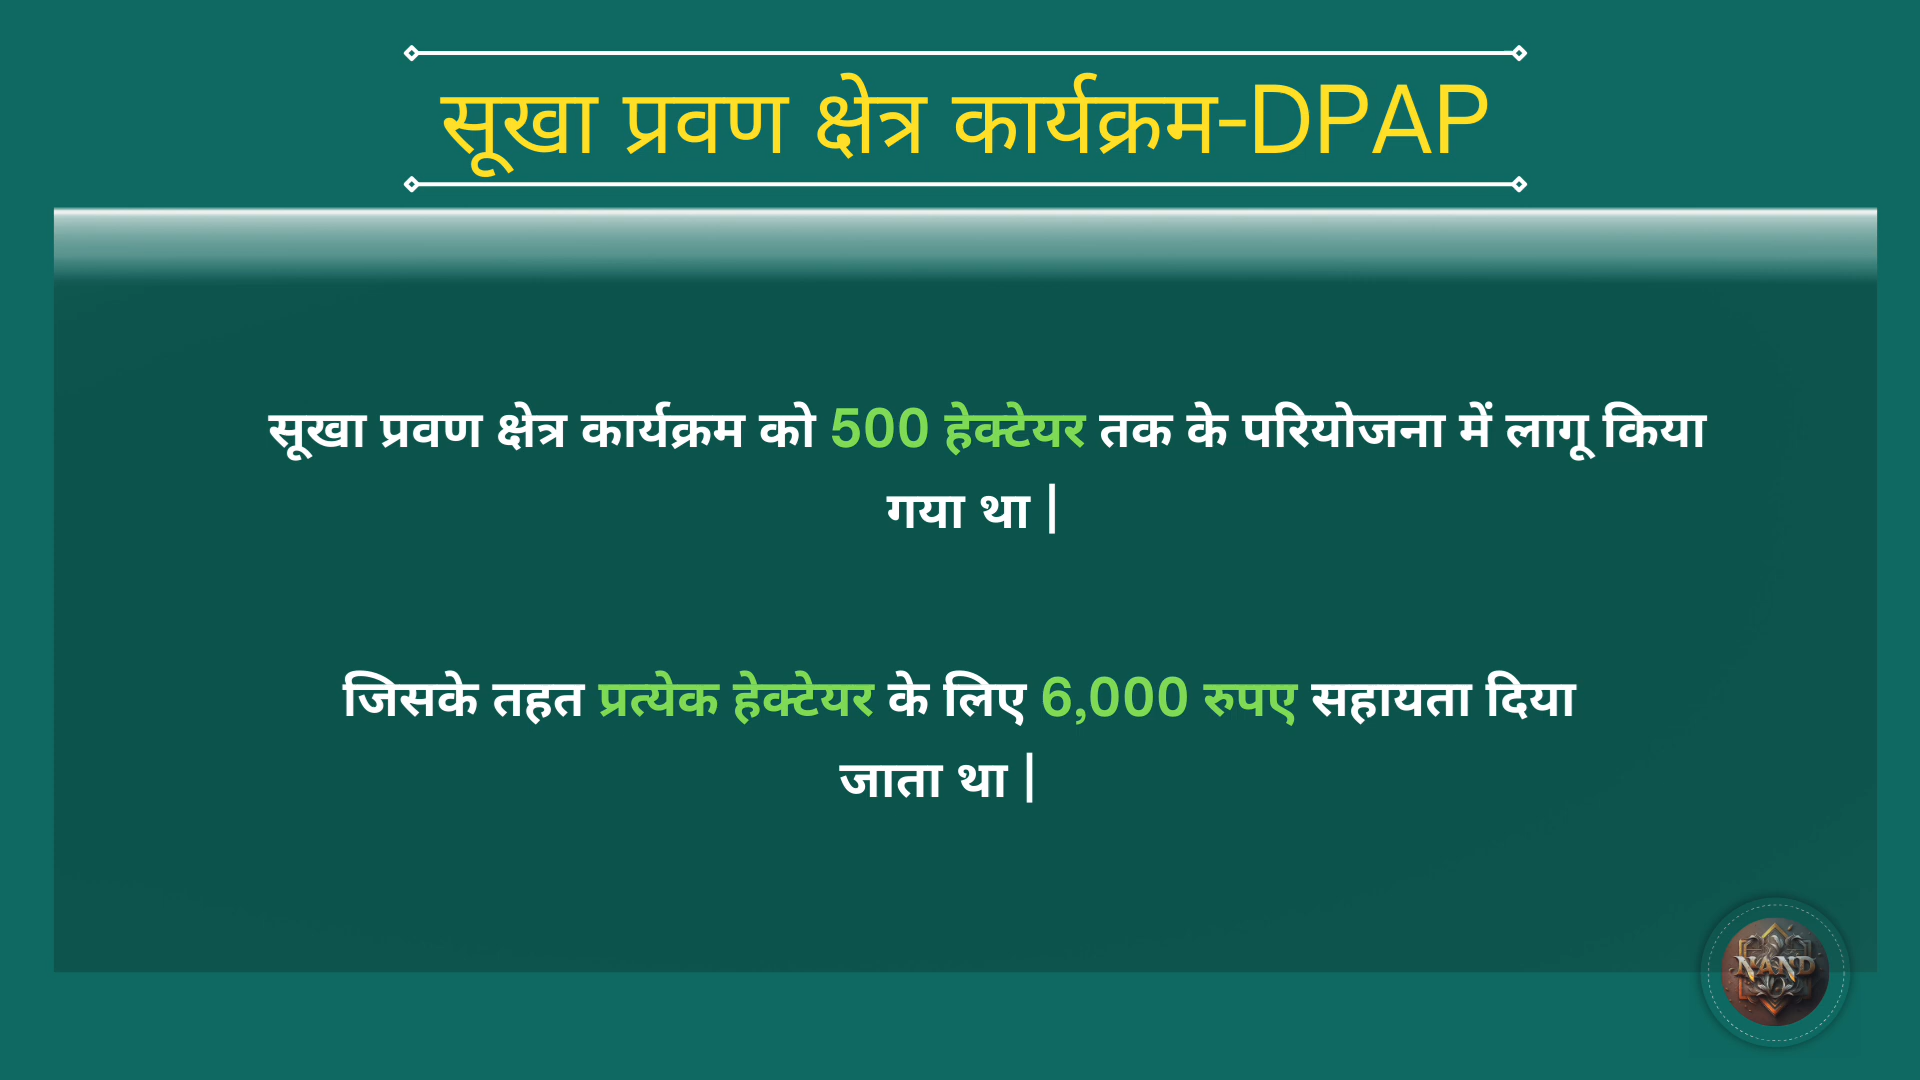 सूखा प्रवण क्षेत्र कार्यक्रम-DPAP
सूखा प्रवण क्षेत्र कार्यक्रम को 500 हेक्टेयर तक के परियोजना में लागू किया
गया था |
जिसके तहत प्रत्येक हेक्टेयर के लिए 6,000 रुपए सहायता दिया
जाता था |
NAND